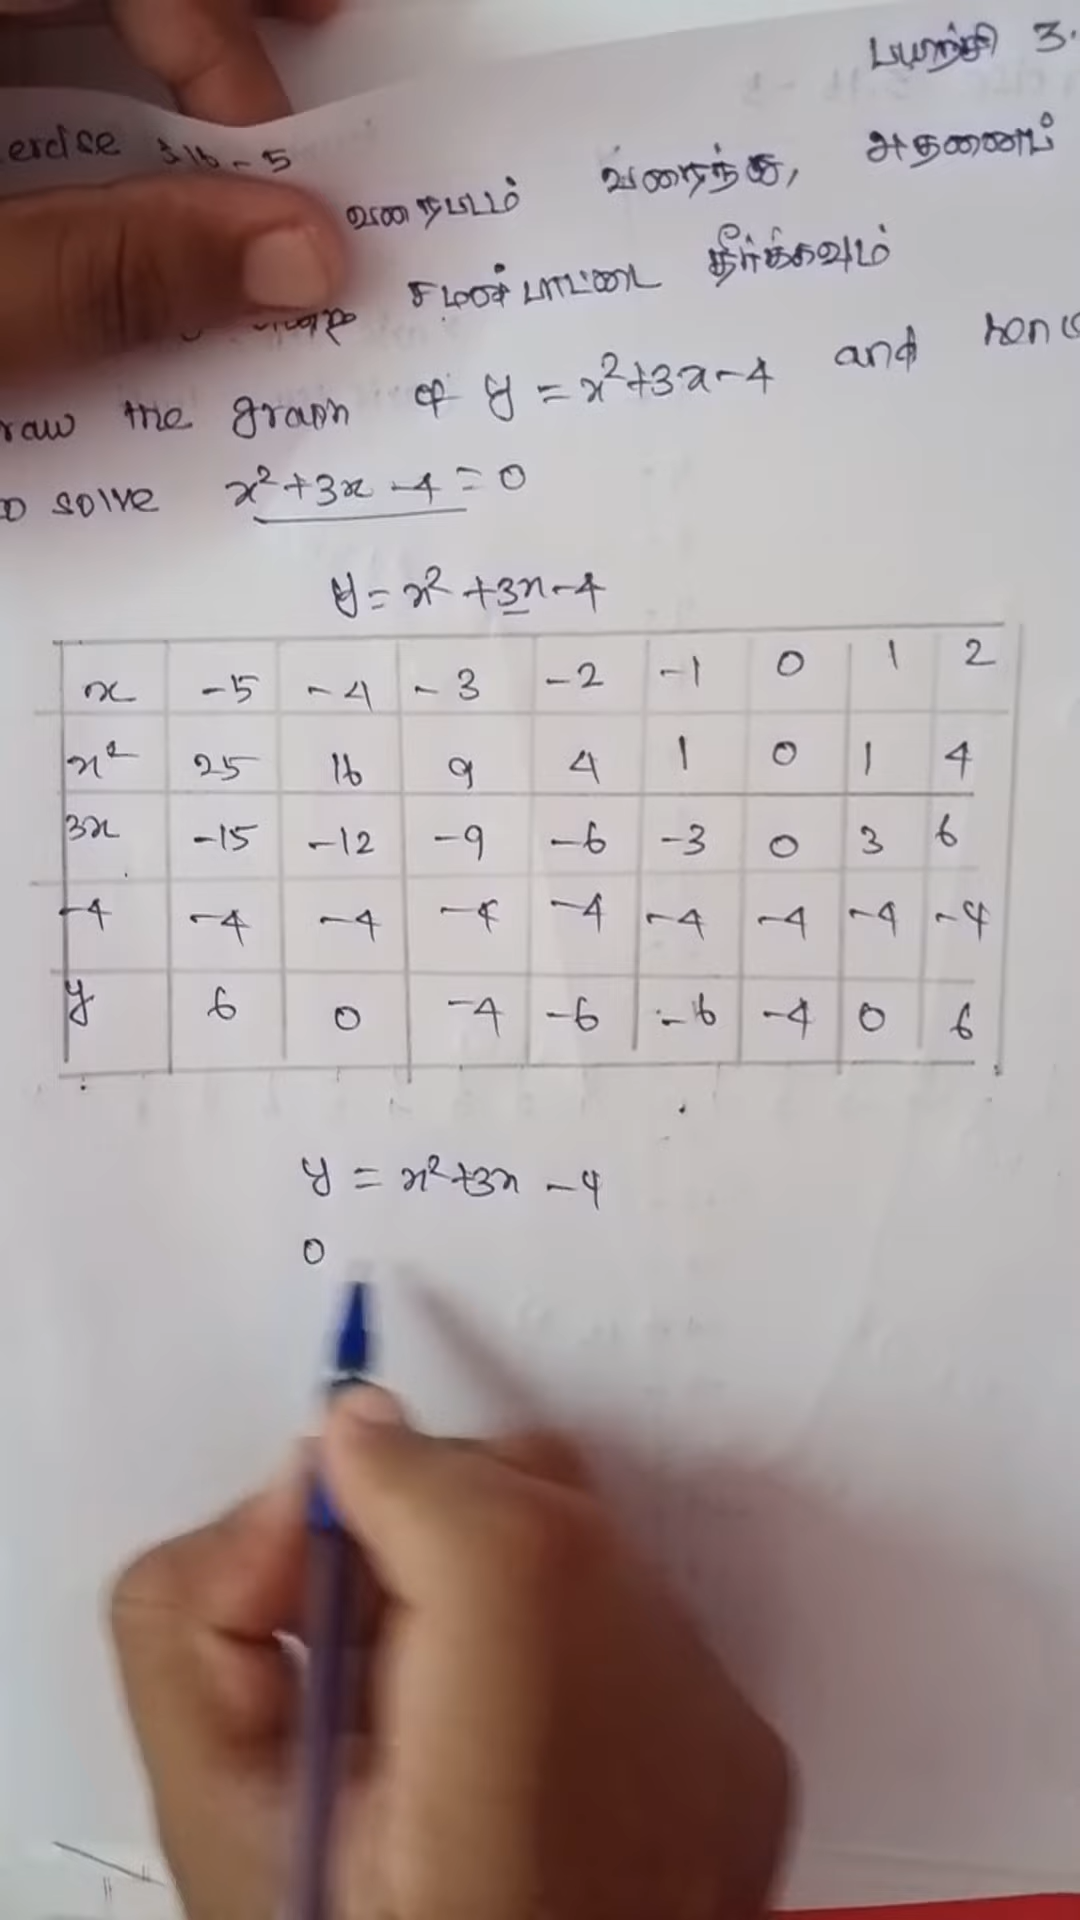 பயிற்சி 3.
ercise 3.16 - 5
வரைபடம் வரைந்து, அதனைப்
சமன்பாட்டை தீர்க்கவும்
raw the graph of y = x²+3x-4 and henc
o solve x²+3x-4=0
y = x²+3x-4
x -5 -4 -3 -2 -1 0 1 2
x² 25 16 9 4 1 0 1 4
3x -15 -12 -9 -6 -3 0 3 6
-4 -4 -4 -4 -4 -4 -4 -4 -4
y 6 0 -4 -6 -6 -4 0 6
y = x²+3x-4
0